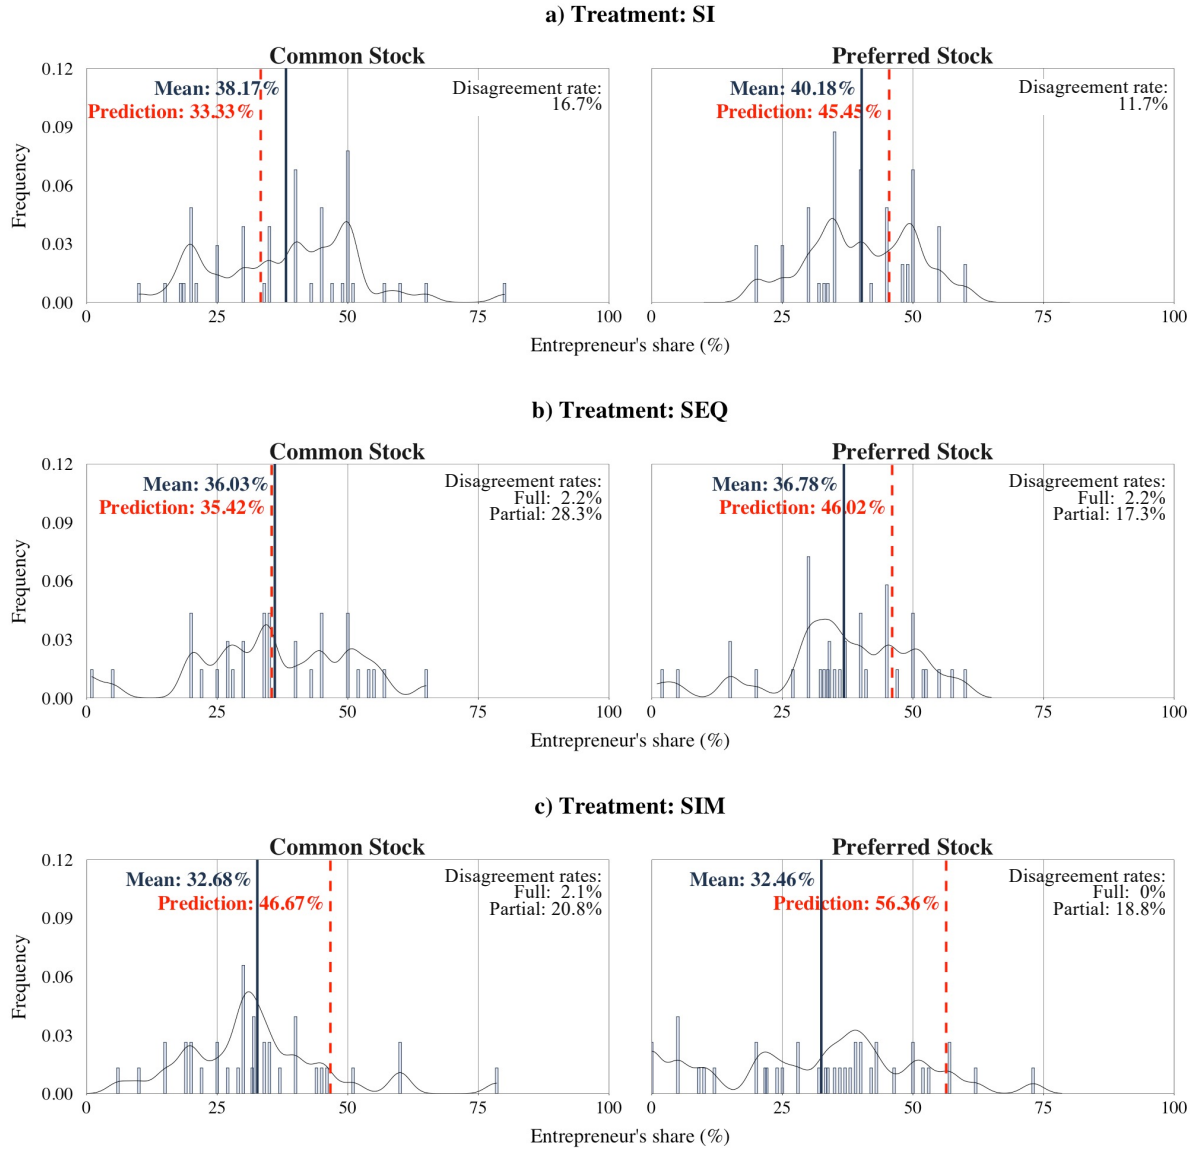 a) Treatment: SI
Common Stock
Mean: 38.17%
Prediction: 33.33%
Disagreement rate:
16.7%
0.12
0.09
0.06
0.03
0.00
Frequency
0 25 50 75 100
Preferred Stock
Mean: 40.18%
Prediction: 45.45%
Disagreement rate:
11.7%
0 25 50 75 100
Entrepreneur's share (%)
b) Treatment: SEQ
Common Stock
Mean: 36.03%
Prediction: 35.42%
Disagreement rates:
Full: 2.2%
Partial: 28.3%
0.12
0.09
0.06
0.03
0.00
Frequency
0 25 50 75 100
Preferred Stock
Mean: 36.78%
Prediction: 46.02%
Disagreement rates:
Full: 2.2%
Partial: 17.3%
0 25 50 75 100
Entrepreneur's share (%)
c) Treatment: SIM
Common Stock
Mean: 32.68%
Prediction: 46.67%
Disagreement rates:
Full: 2.1%
Partial: 20.8%
0.12
0.09
0.06
0.03
0.00
Frequency
0 25 50 75 100
Preferred Stock
Mean: 32.46%
Prediction: 56.36%
Disagreement rates:
Full: 0%
Partial: 18.8%
0 25 50 75 100
Entrepreneur's share (%)